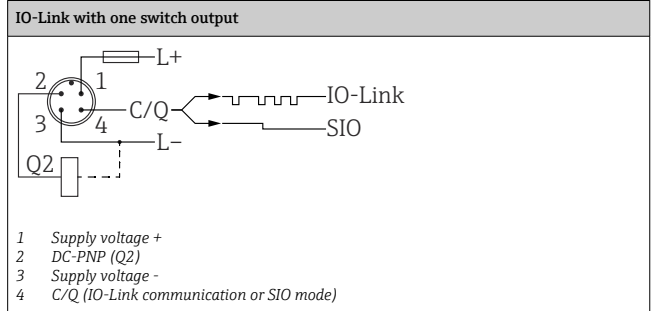 IO-Link with one switch output
L+
2 1
C/Q
IO-Link
3 4
SIO
L–
Q2
1 Supply voltage +
2 DC-PNP (Q2)
3 Supply voltage -
4 C/Q (IO-Link communication or SIO mode)